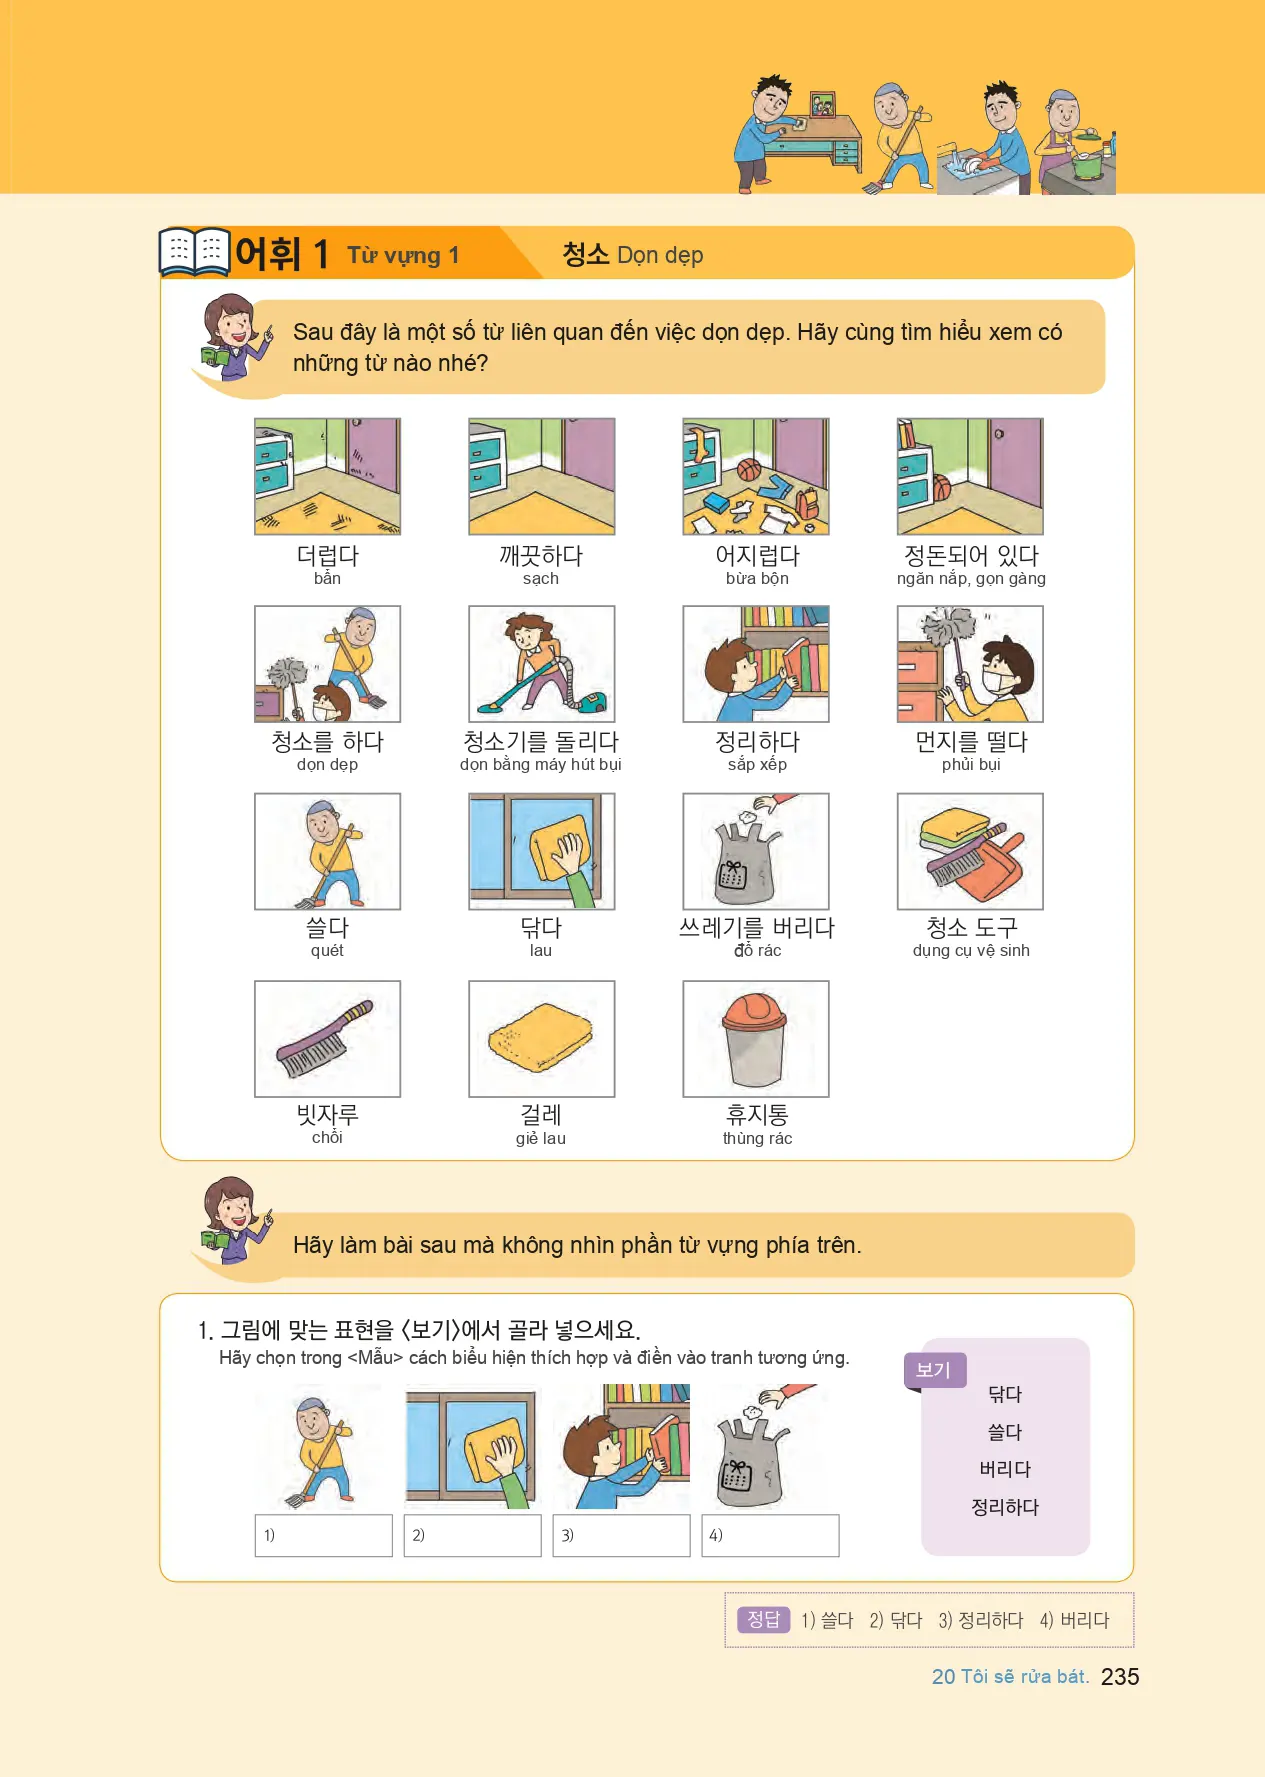 어휘 1 Từ vựng 1 청소 Dọn dẹp
Sau đây là một số từ liên quan đến việc dọn dẹp. Hãy cùng tìm hiểu xem có
những từ nào nhé?
더럽다 깨끗하다 어지럽다 정돈되어 있다
bẩn sạch bừa bộn ngăn nắp, gọn gàng
청소를 하다 청소기를 돌리다 정리하다 먼지를 떨다
dọn dẹp dọn bằng máy hút bụi sắp xếp phủi bụi
쓸다 닦다 쓰레기를 버리다 청소 도구
quét lau đổ rác dụng cụ vệ sinh
빗자루 걸레 휴지통
chổi giẻ lau thùng rác
Hãy làm bài sau mà không nhìn phần từ vựng phía trên.
1. 그림에 맞는 표현을 〈보기〉에서 골라 넣으세요.
Hãy chọn trong <Mẫu> cách biểu hiện thích hợp và điền vào tranh tương ứng.
보기
닦다
쓸다
버리다
정리하다
1) 2) 3) 4)
정답 1) 쓸다 2) 닦다 3) 정리하다 4) 버리다
20 Tôi sẽ rửa bát. 235